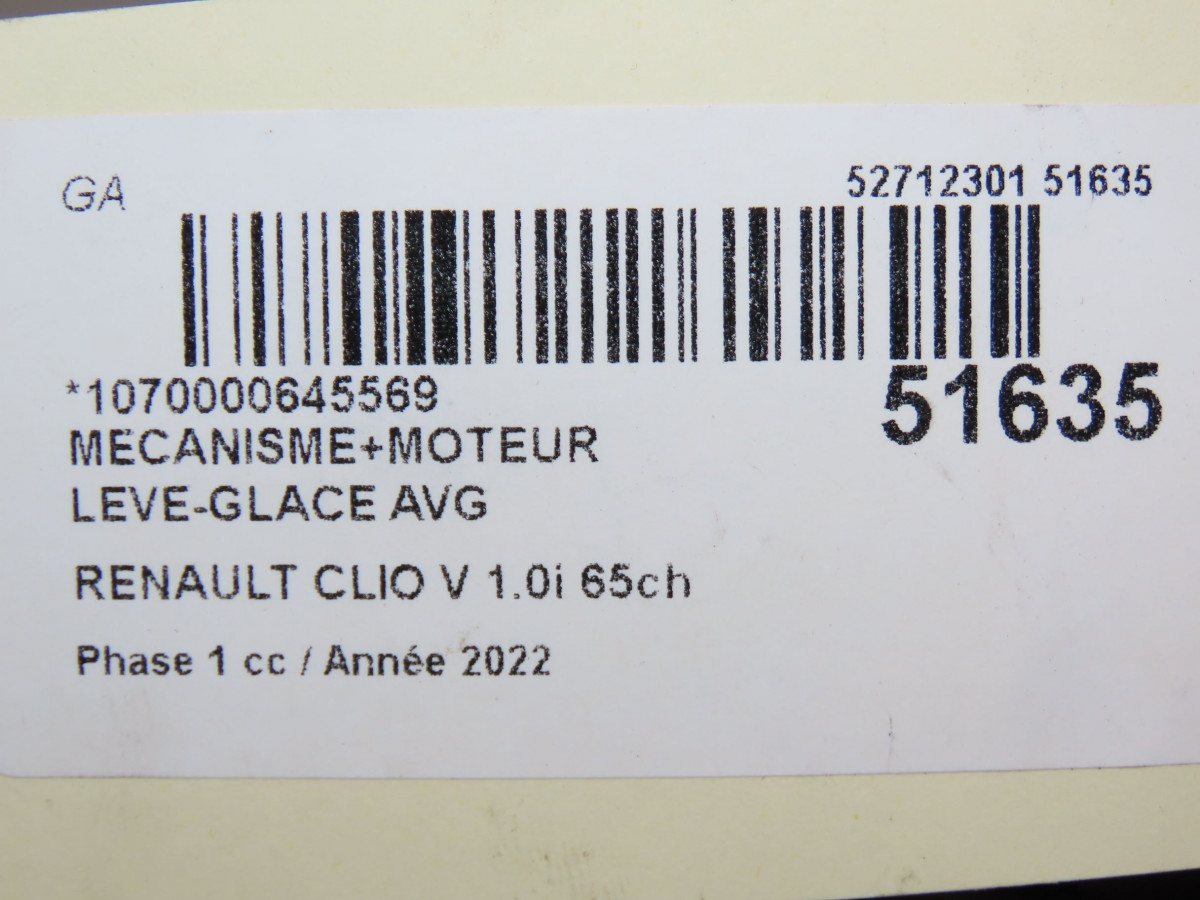 GA
52712301 51635
*1070000645569
51635
MECANISME+MOTEUR
LEVE-GLACE AVG
RENAULT CLIO V 1.0i 65ch
Phase 1 cc / Année 2022